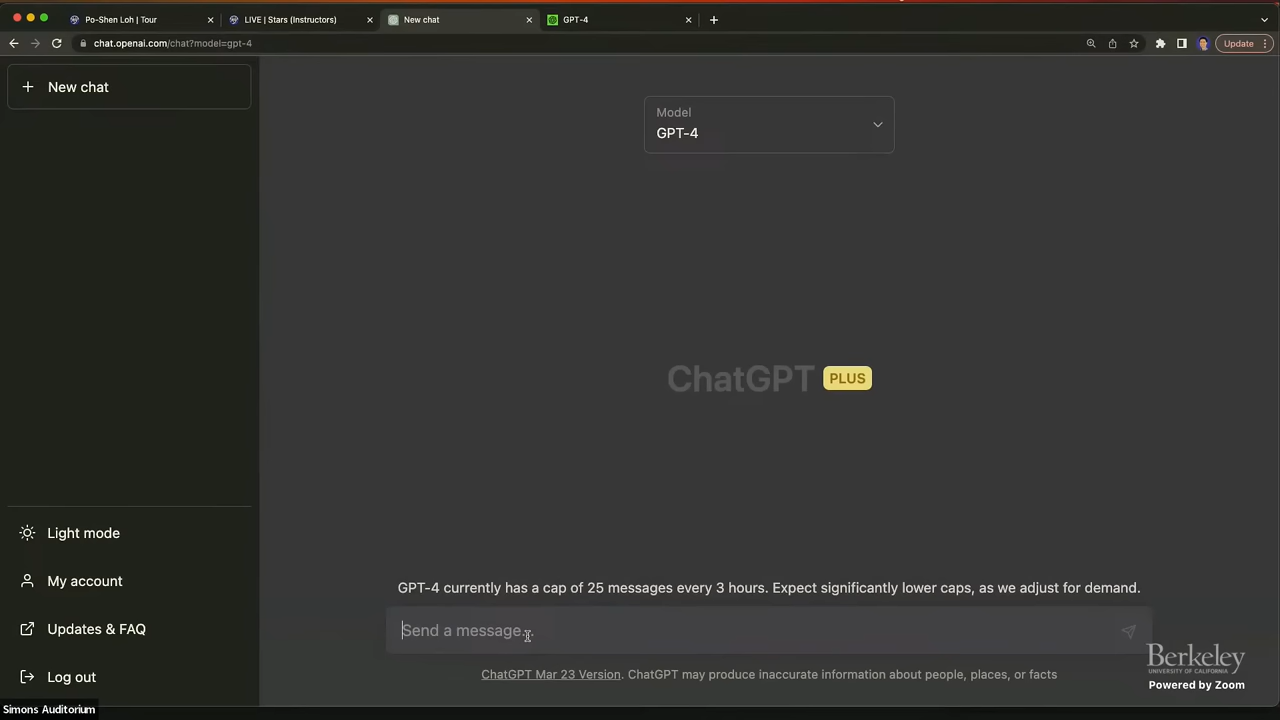 Po-Shen Loh | Tour
LIVE | Stars (Instructors)
New chat
GPT-4
chat.openai.com/chat?model=gpt-4
Update
New chat
Model
GPT-4
ChatGPT PLUS
Light mode
My account
Updates & FAQ
Log out
GPT-4 currently has a cap of 25 messages every 3 hours. Expect significantly lower caps, as we adjust for demand.
Send a message...
ChatGPT Mar 23 Version. ChatGPT may produce inaccurate information about people, places, or facts
Berkeley
UNIVERSITY OF CALIFORNIA
Powered by Zoom
Simons Auditorium